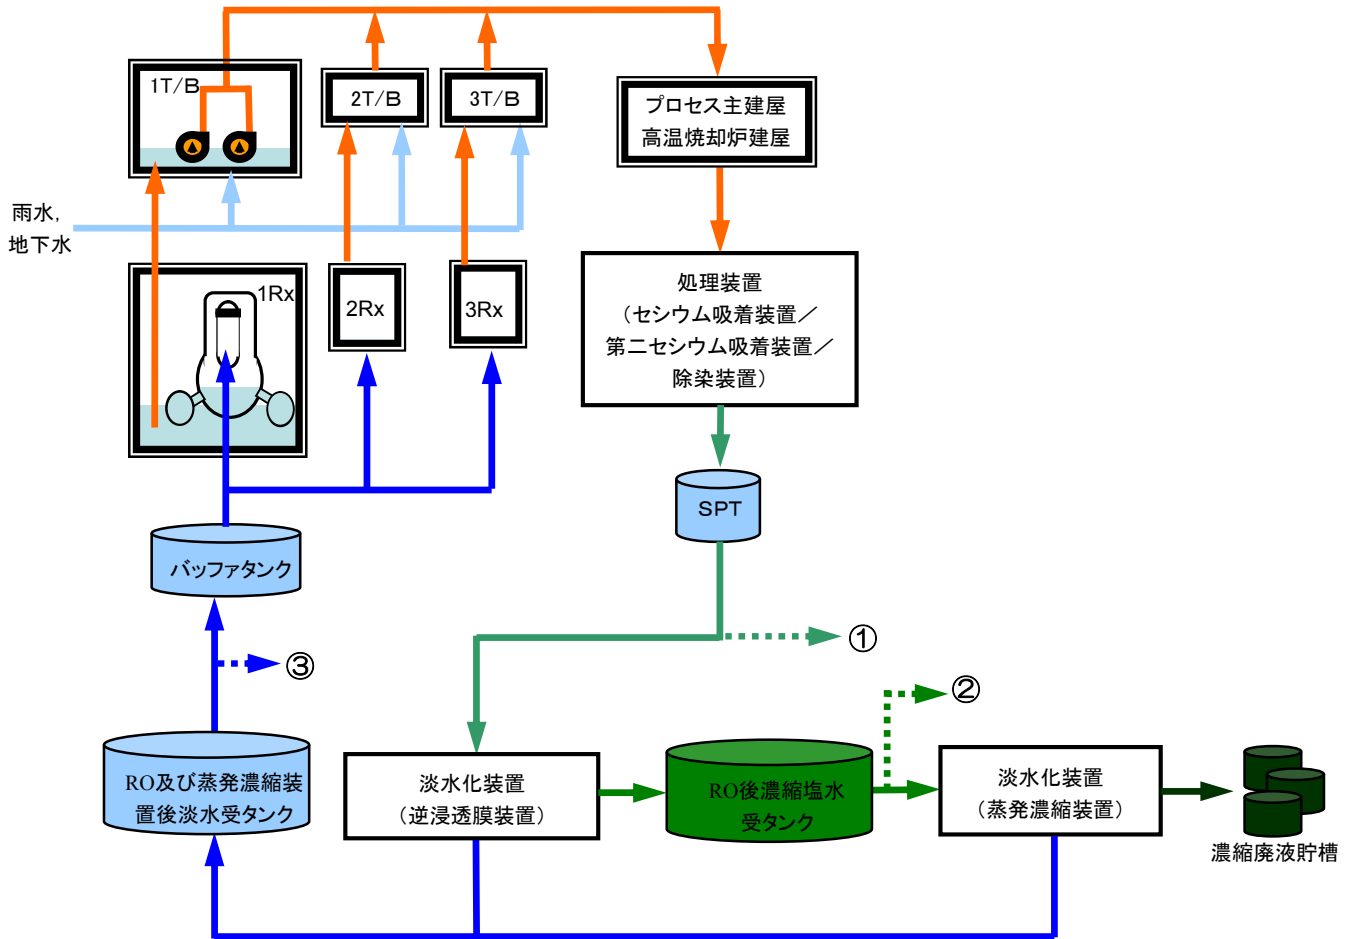 1T/B
2T/B
3T/B
プロセス主建屋
高温焼却炉建屋
雨水,
地下水
1Rx
2Rx
3Rx
処理装置
（セシウム吸着装置／
第二セシウム吸着装置／
除染装置）
SPT
バッファタンク
①
③
②
RO及び蒸発濃縮装
置後淡水受タンク
淡水化装置
（逆浸透膜装置）
RO後濃縮塩水
受タンク
淡水化装置
（蒸発濃縮装置）
濃縮廃液貯槽